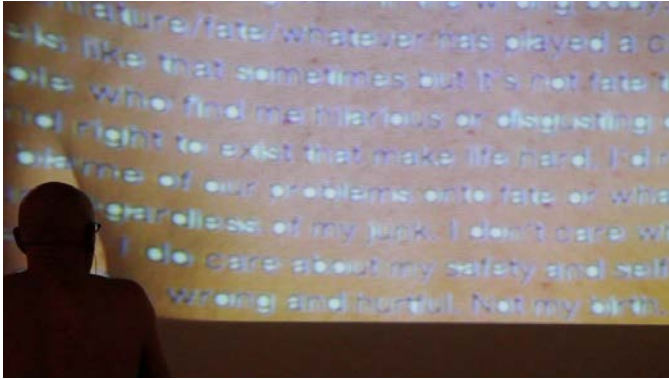 nature/fate/whatever has played a c
like that sometimes but it's not fate
who find me hilarious or disgusting
right to exist that make life hard. I'd
me of our problems onto fate or wha
regardless of my junk. I don't care wh
I do care about my safety and self
wrong and hurtful. Not my birth.